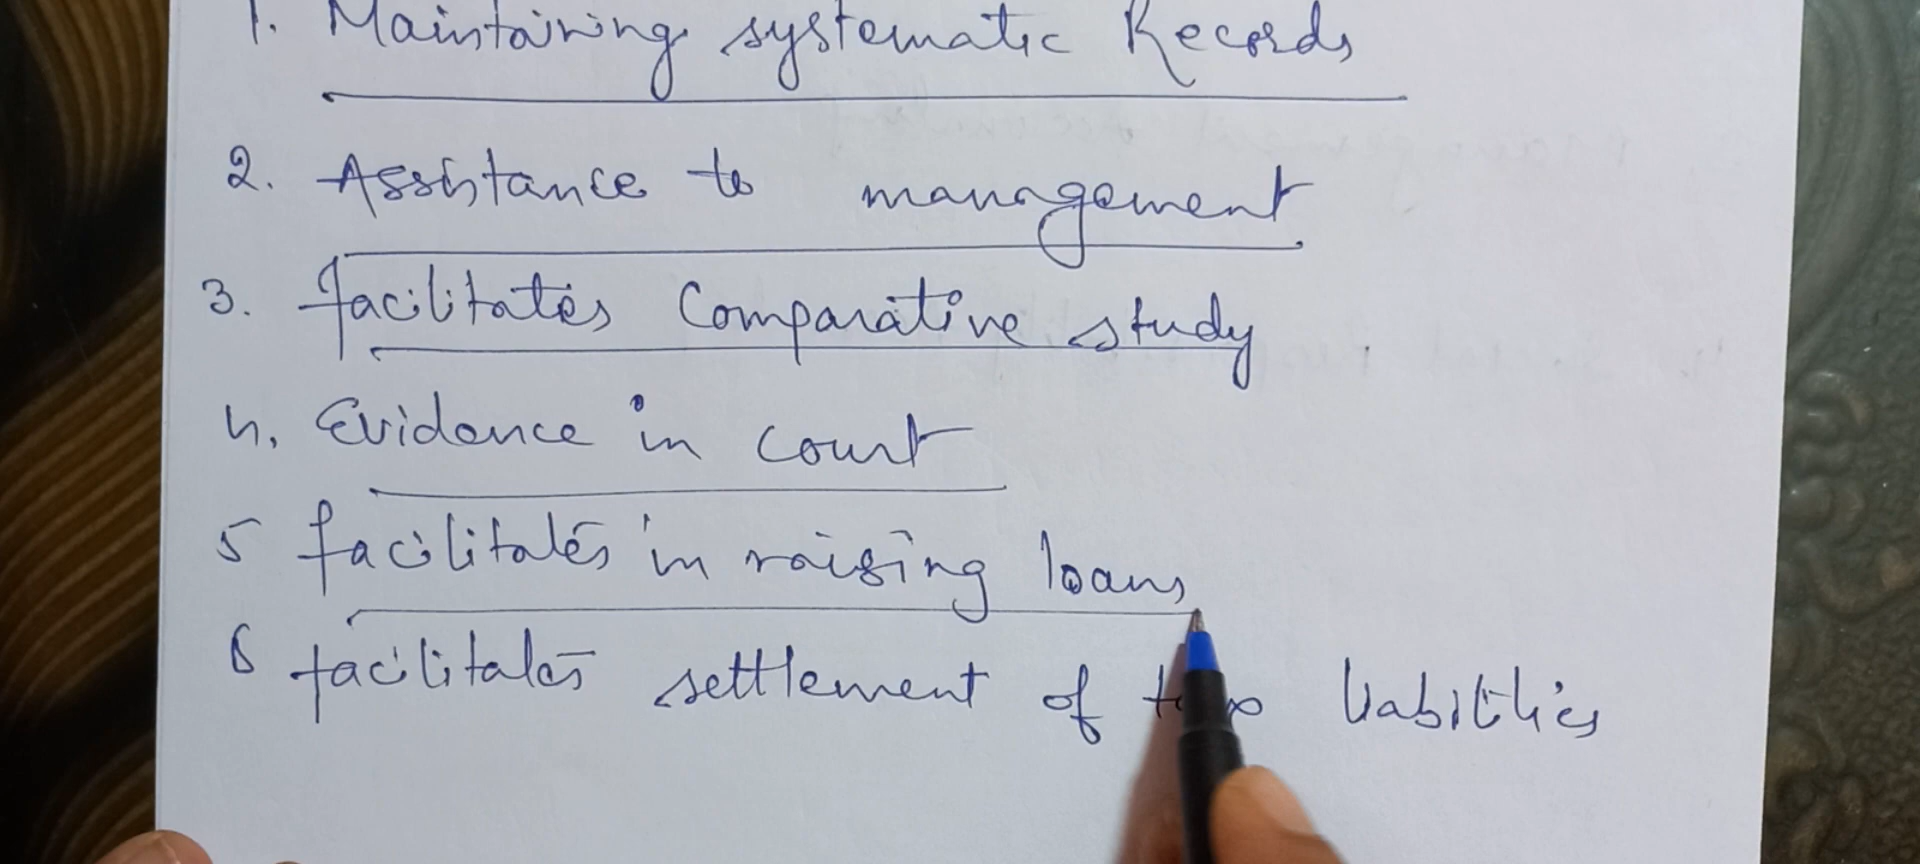 1. Maintaining systematic Records
2. Assistance to management
3. facilitates Comparative study
4. Evidence in court
5 facilitates in raising loans
6 facilitates settlement of tax liabilities